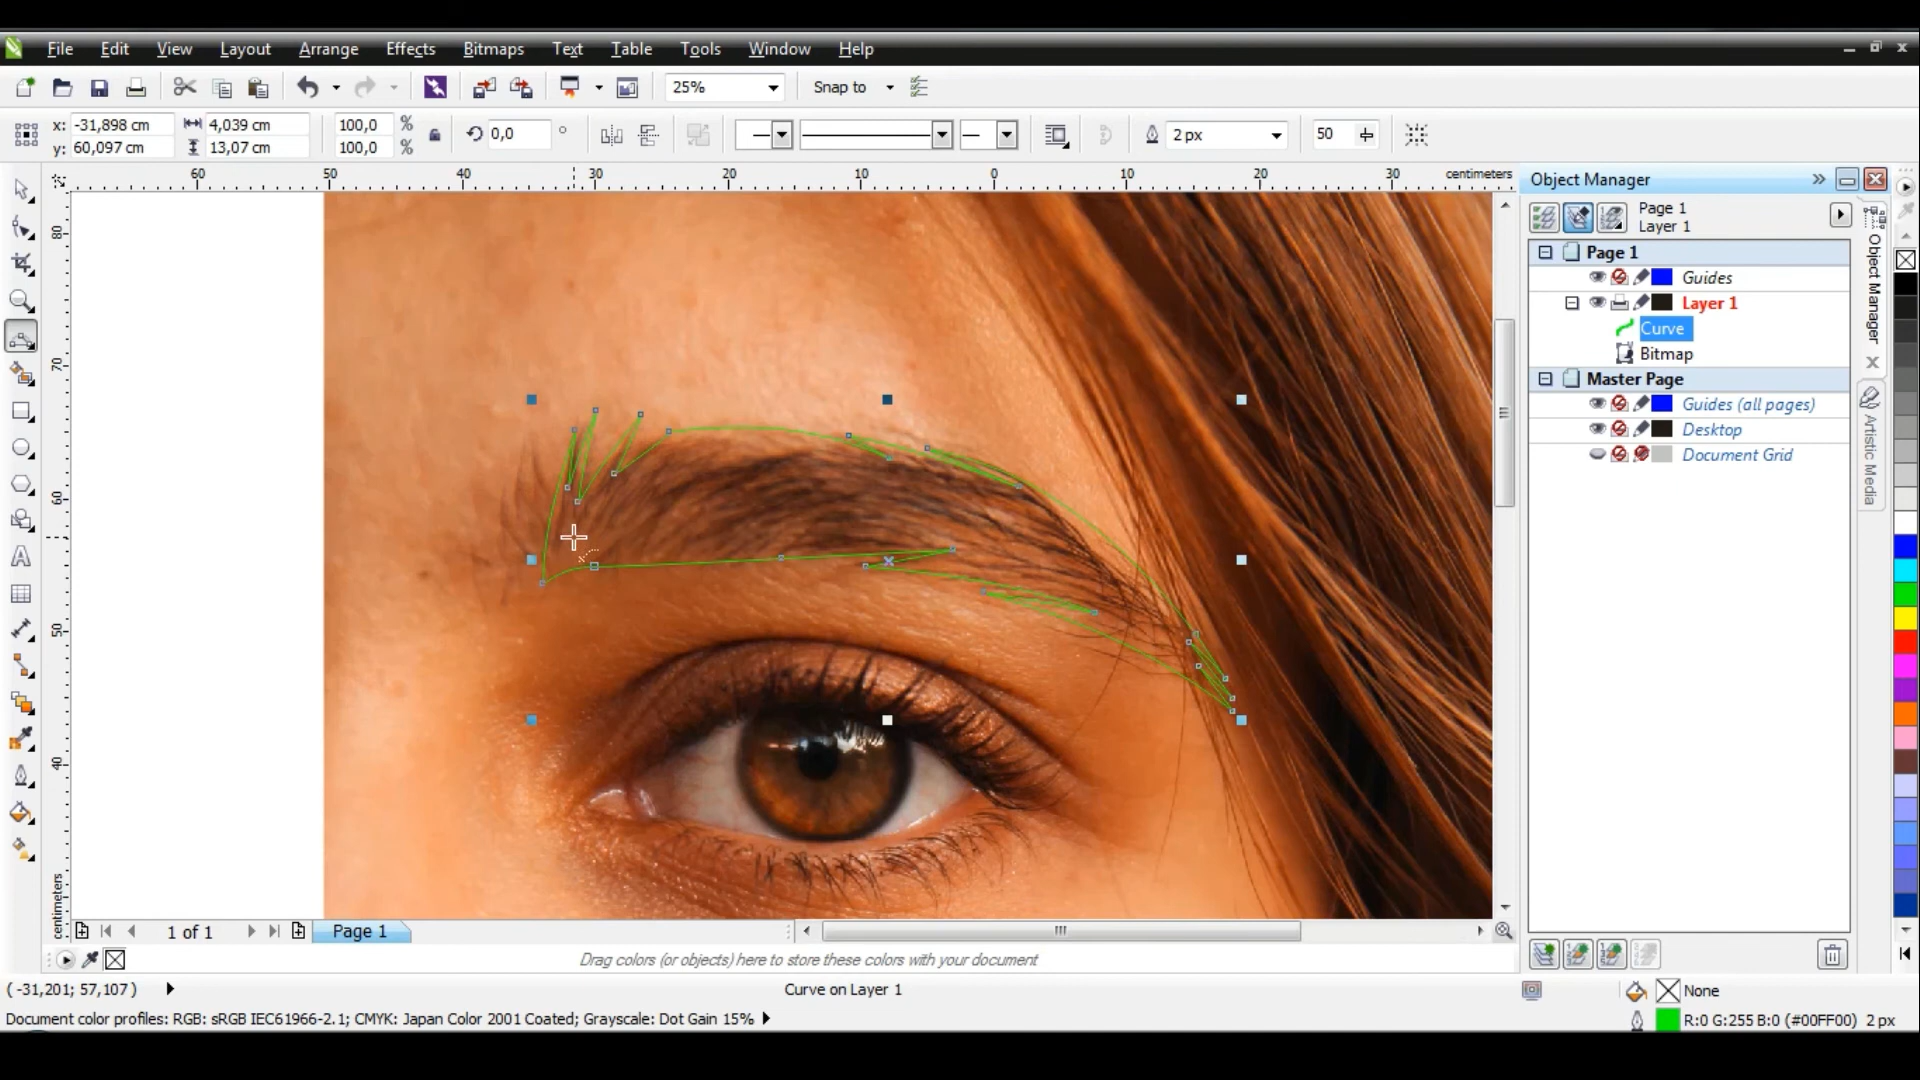 File Edit View Layout Arrange Effects Bitmaps Text Table Tools Window Help
25% Snap to
x: -31,898 cm 4,039 cm 100,0 % 0,0 ° 2 px 50
y: 60,097 cm 13,07 cm 100,0 %
60 50 40 30 20 10 0 10 20 30 centimeters
80
70
60
50
40
centimeters
Object Manager
Page 1
Layer 1
Page 1
Guides
Layer 1
Curve
Bitmap
Master Page
Guides (all pages)
Desktop
Document Grid
Object Manager
Artistic Media
1 of 1 Page 1
Drag colors (or objects) here to store these colors with your document
( -31,201; 57,107 ) Curve on Layer 1 None
Document color profiles: RGB: sRGB IEC61966-2.1; CMYK: Japan Color 2001 Coated; Grayscale: Dot Gain 15% R:0 G:255 B:0 (#00FF00) 2 px